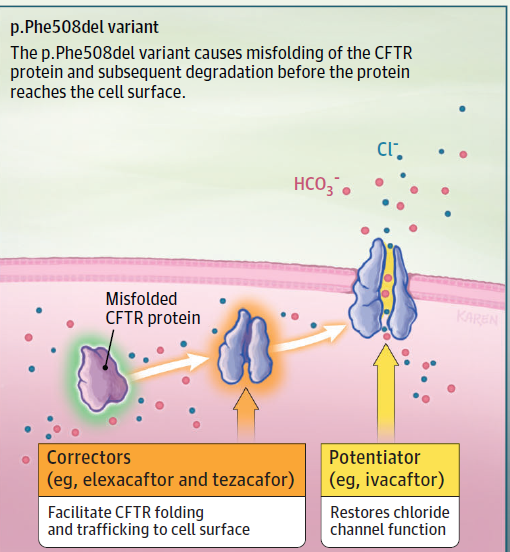 p.Phe508del variant
The p.Phe508del variant causes misfolding of the CFTR
protein and subsequent degradation before the protein
reaches the cell surface.
Cl⁻
HCO₃⁻
Misfolded
CFTR protein
KAREN
Correctors
(eg, elexacaftor and tezacafor)
Facilitate CFTR folding
and trafficking to cell surface
Potentiator
(eg, ivacaftor)
Restores chloride
channel function